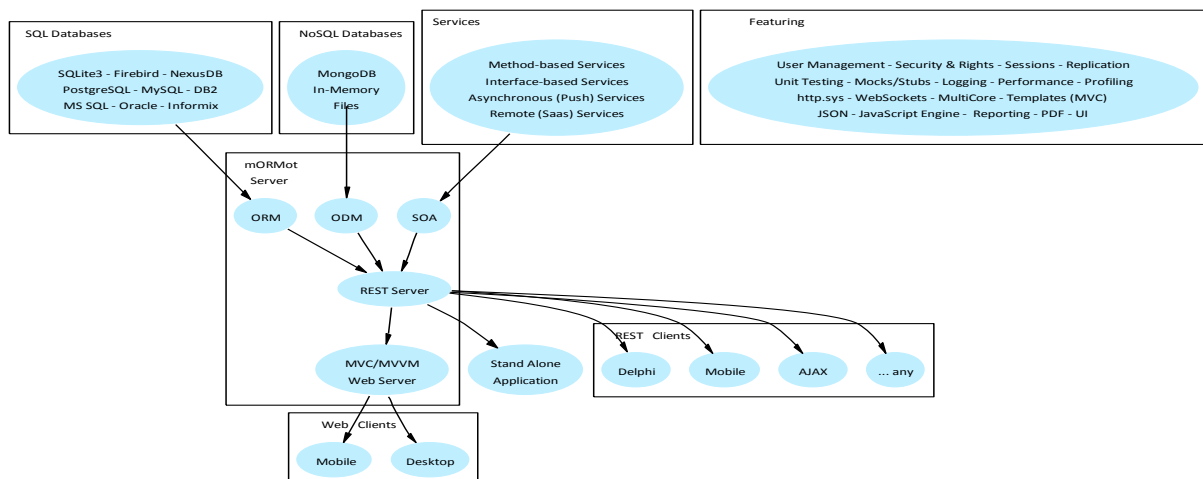 SQL Databases
SQLite3 - Firebird - NexusDB
PostgreSQL - MySQL - DB2
MS SQL - Oracle - Informix
NoSQL Databases
MongoDB
In-Memory
Files
Services
Method-based Services
Interface-based Services
Asynchronous (Push) Services
Remote (Saas) Services
Featuring
User Management - Security & Rights - Sessions - Replication
Unit Testing - Mocks/Stubs - Logging - Performance - Profiling
http.sys - WebSockets - MultiCore - Templates (MVC)
JSON - JavaScript Engine - Reporting - PDF - UI
mORMot
Server
ORM
ODM
SOA
REST Server
MVC/MVVM
Web Server
Stand Alone
Application
REST Clients
Delphi
Mobile
AJAX
... any
Web Clients
Mobile
Desktop